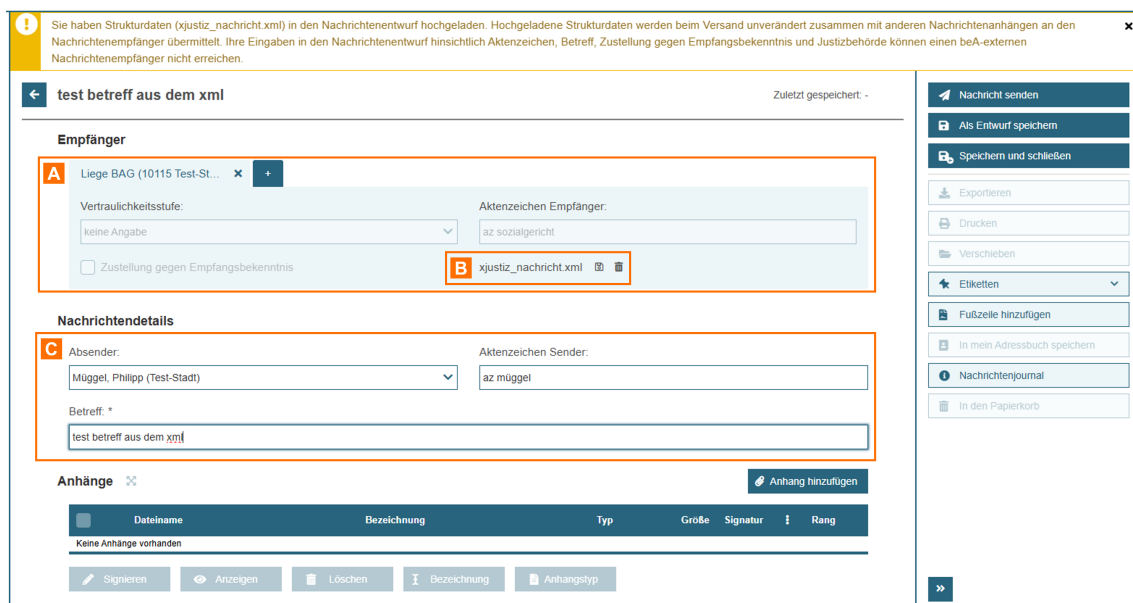 Sie haben Strukturdaten (xjustiz_nachricht.xml) in den Nachrichtenentwurf hochgeladen. Hochgeladene Strukturdaten werden beim Versand unverändert zusammen mit anderen Nachrichtenanhängen an den
Nachrichtenempfänger übermittelt. Ihre Eingaben in den Nachrichtenentwurf hinsichtlich Aktenzeichen, Betreff, Zustellung gegen Empfangsbekenntnis und Justizbehörde können einen beA-externen
Nachrichtenempfänger nicht erreichen.
test betreff aus dem xml
Zuletzt gespeichert: -
Empfänger
A
Liege BAG (10115 Test-St...
+
Vertraulichkeitsstufe:
Aktenzeichen Empfänger:
keine Angabe
az sozialgericht
Zustellung gegen Empfangsbekenntnis
B
xjustiz_nachricht.xml
Nachrichtendetails
C
Absender:
Aktenzeichen Sender:
Müggel, Philipp (Test-Stadt)
az müggel
Betreff: *
test betreff aus dem xml
Anhänge
Anhang hinzufügen
Dateiname Bezeichnung Typ Größe Signatur Rang
Keine Anhänge vorhanden
Signieren
Anzeigen
Löschen
Bezeichnung
Anhangstyp
Nachricht senden
Als Entwurf speichern
Speichern und schließen
Exportieren
Drucken
Verschieben
Etiketten
Fußzeile hinzufügen
In mein Adressbuch speichern
Nachrichtenjournal
In den Papierkorb